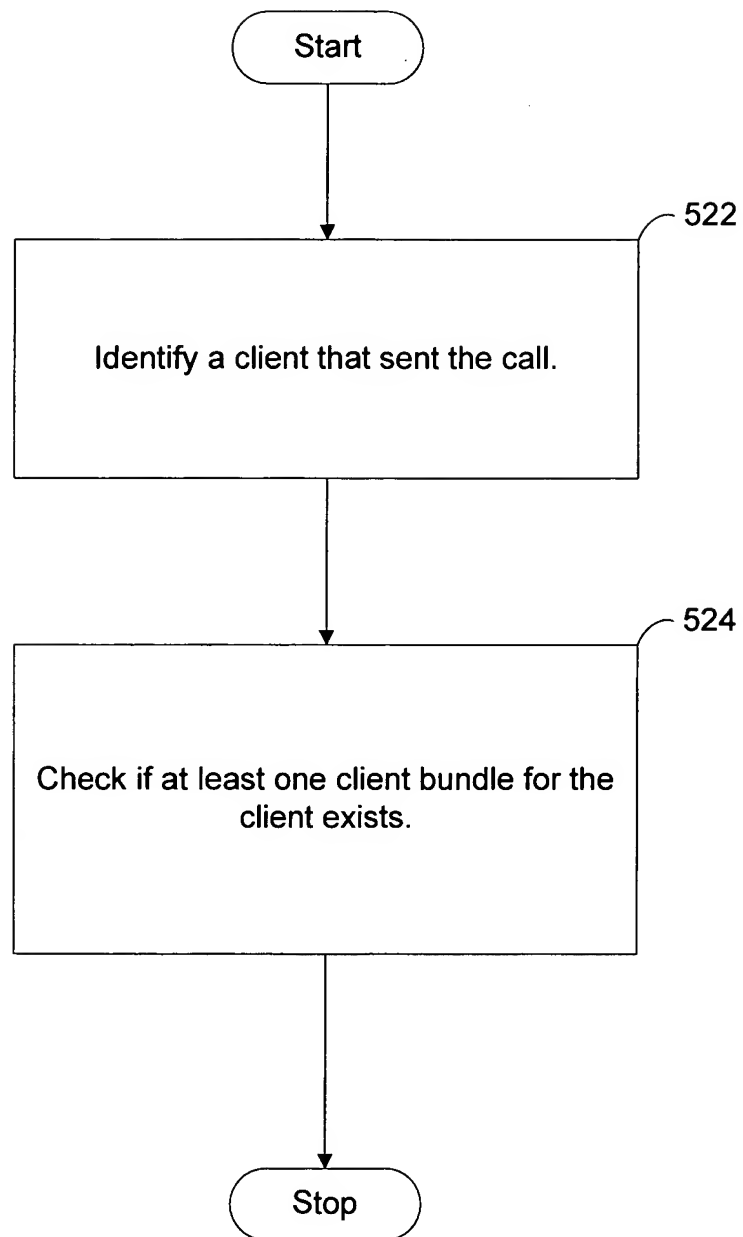 Start
522
Identify a client that sent the call.
524
Check if at least one client bundle for the
client exists.
Stop